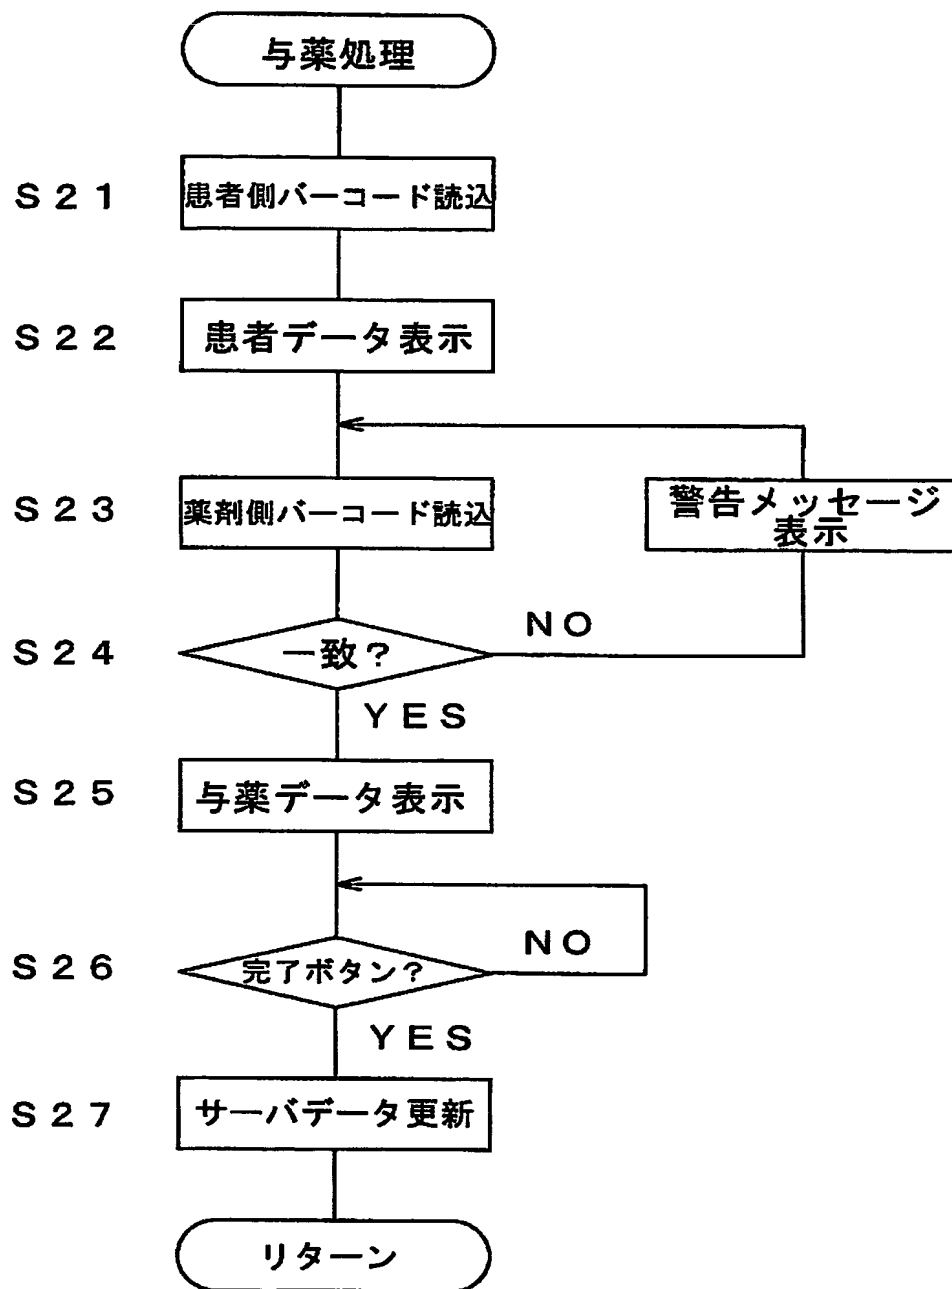 与薬処理
S21
患者側バーコード読込
S22
患者データ表示
S23
薬剤側バーコード読込
警告メッセージ
表示
S24
一致?
NO
YES
S25
与薬データ表示
S26
完了ボタン?
NO
YES
S27
サーバデータ更新
リターン